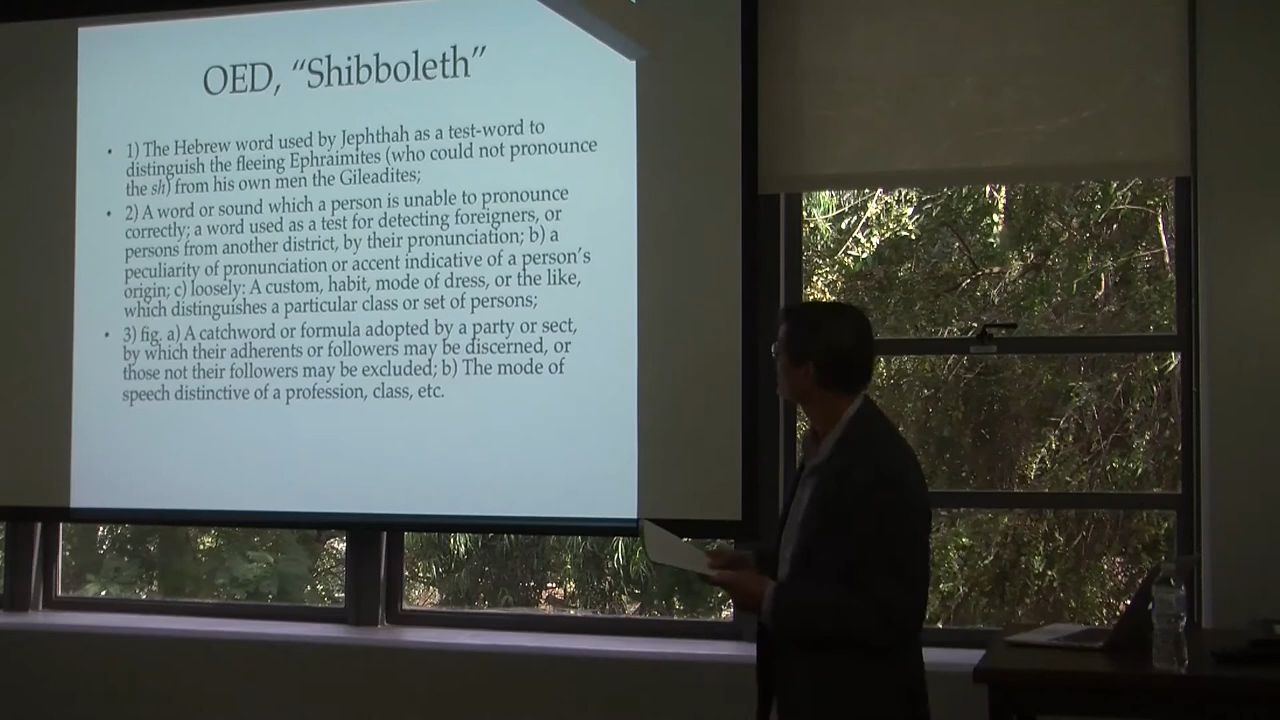 OED, “Shibboleth”
• 1) The Hebrew word used by Jephthah as a test-word to
distinguish the fleeing Ephraimites (who could not pronounce
the sh) from his own men the Gileadites;
• 2) A word or sound which a person is unable to pronounce
correctly; a word used as a test for detecting foreigners, or
persons from another district, by their pronunciation; b) a
peculiarity of pronunciation or accent indicative of a person’s
origin; c) loosely: A custom, habit, mode of dress, or the like,
which distinguishes a particular class or set of persons;
• 3) fig. a) A catchword or formula adopted by a party or sect,
by which their adherents or followers may be discerned, or
those not their followers may be excluded; b) The mode of
speech distinctive of a profession, class, etc.